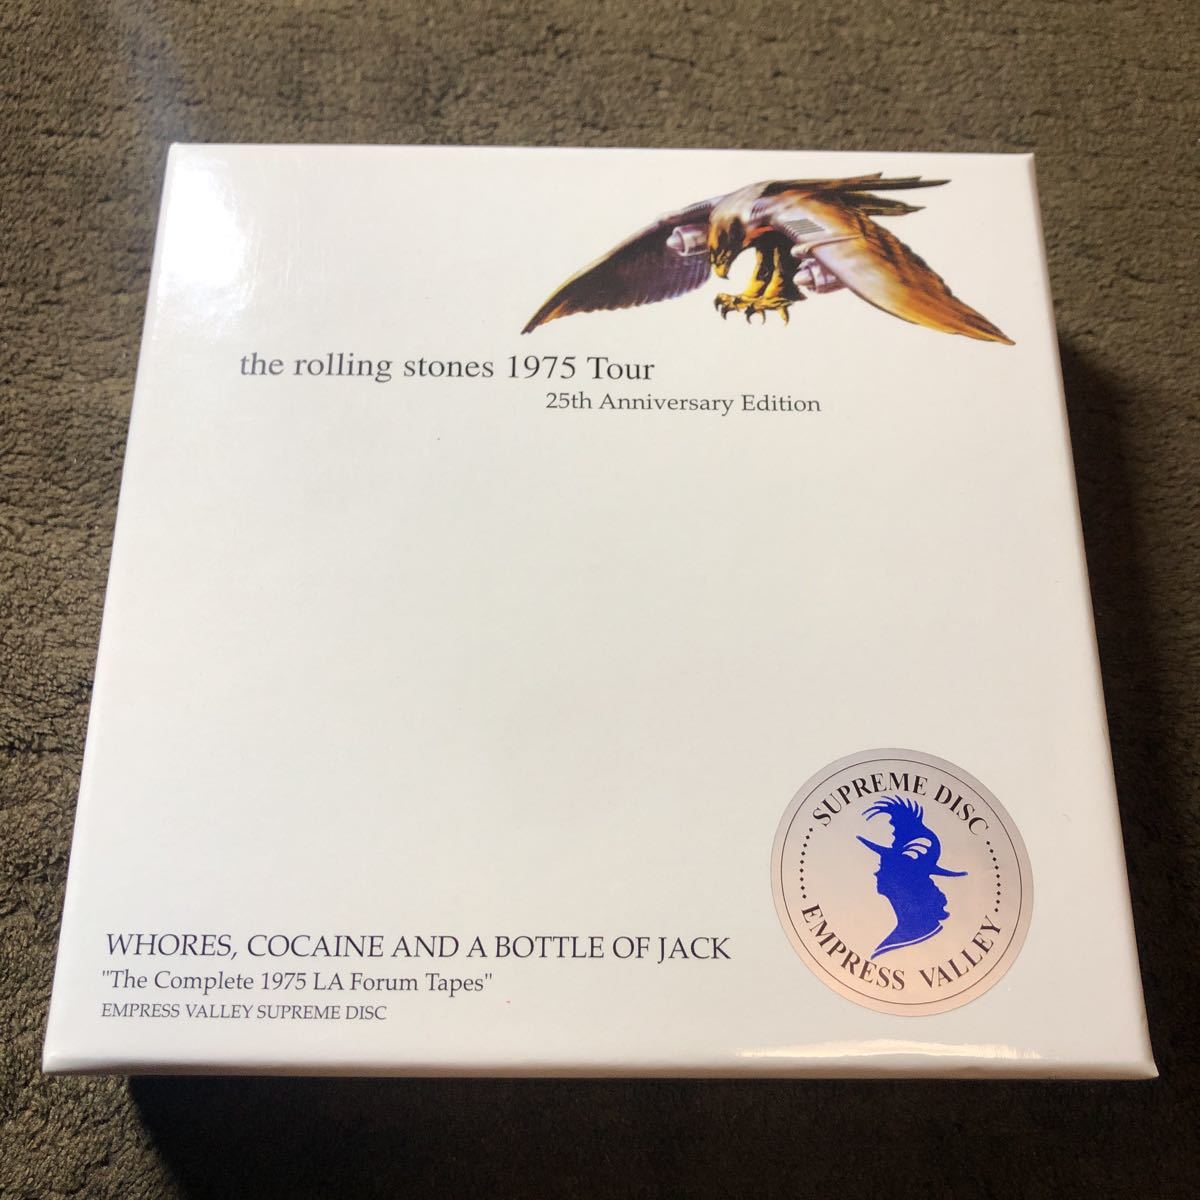 the rolling stones 1975 Tour
25th Anniversary Edition
SUPREME DISC
EMPRESS VALLEY
WHORES, COCAINE AND A BOTTLE OF JACK
"The Complete 1975 LA Forum Tapes"
EMPRESS VALLEY SUPREME DISC